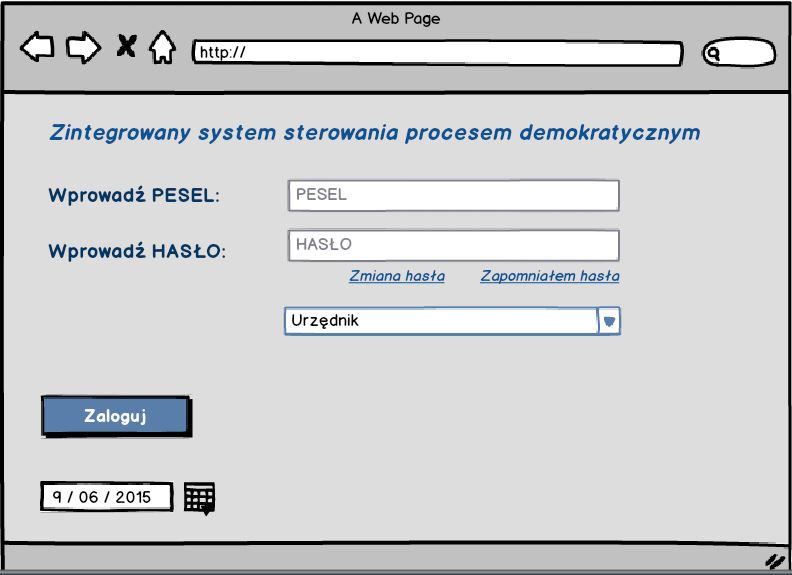 A Web Page
http://
Zintegrowany system sterowania procesem demokratycznym
Wprowadź PESEL: PESEL
Wprowadź HASŁO: HASŁO
Zmiana hasła Zapomniałem hasła
Urzędnik
Zaloguj
9 / 06 / 2015